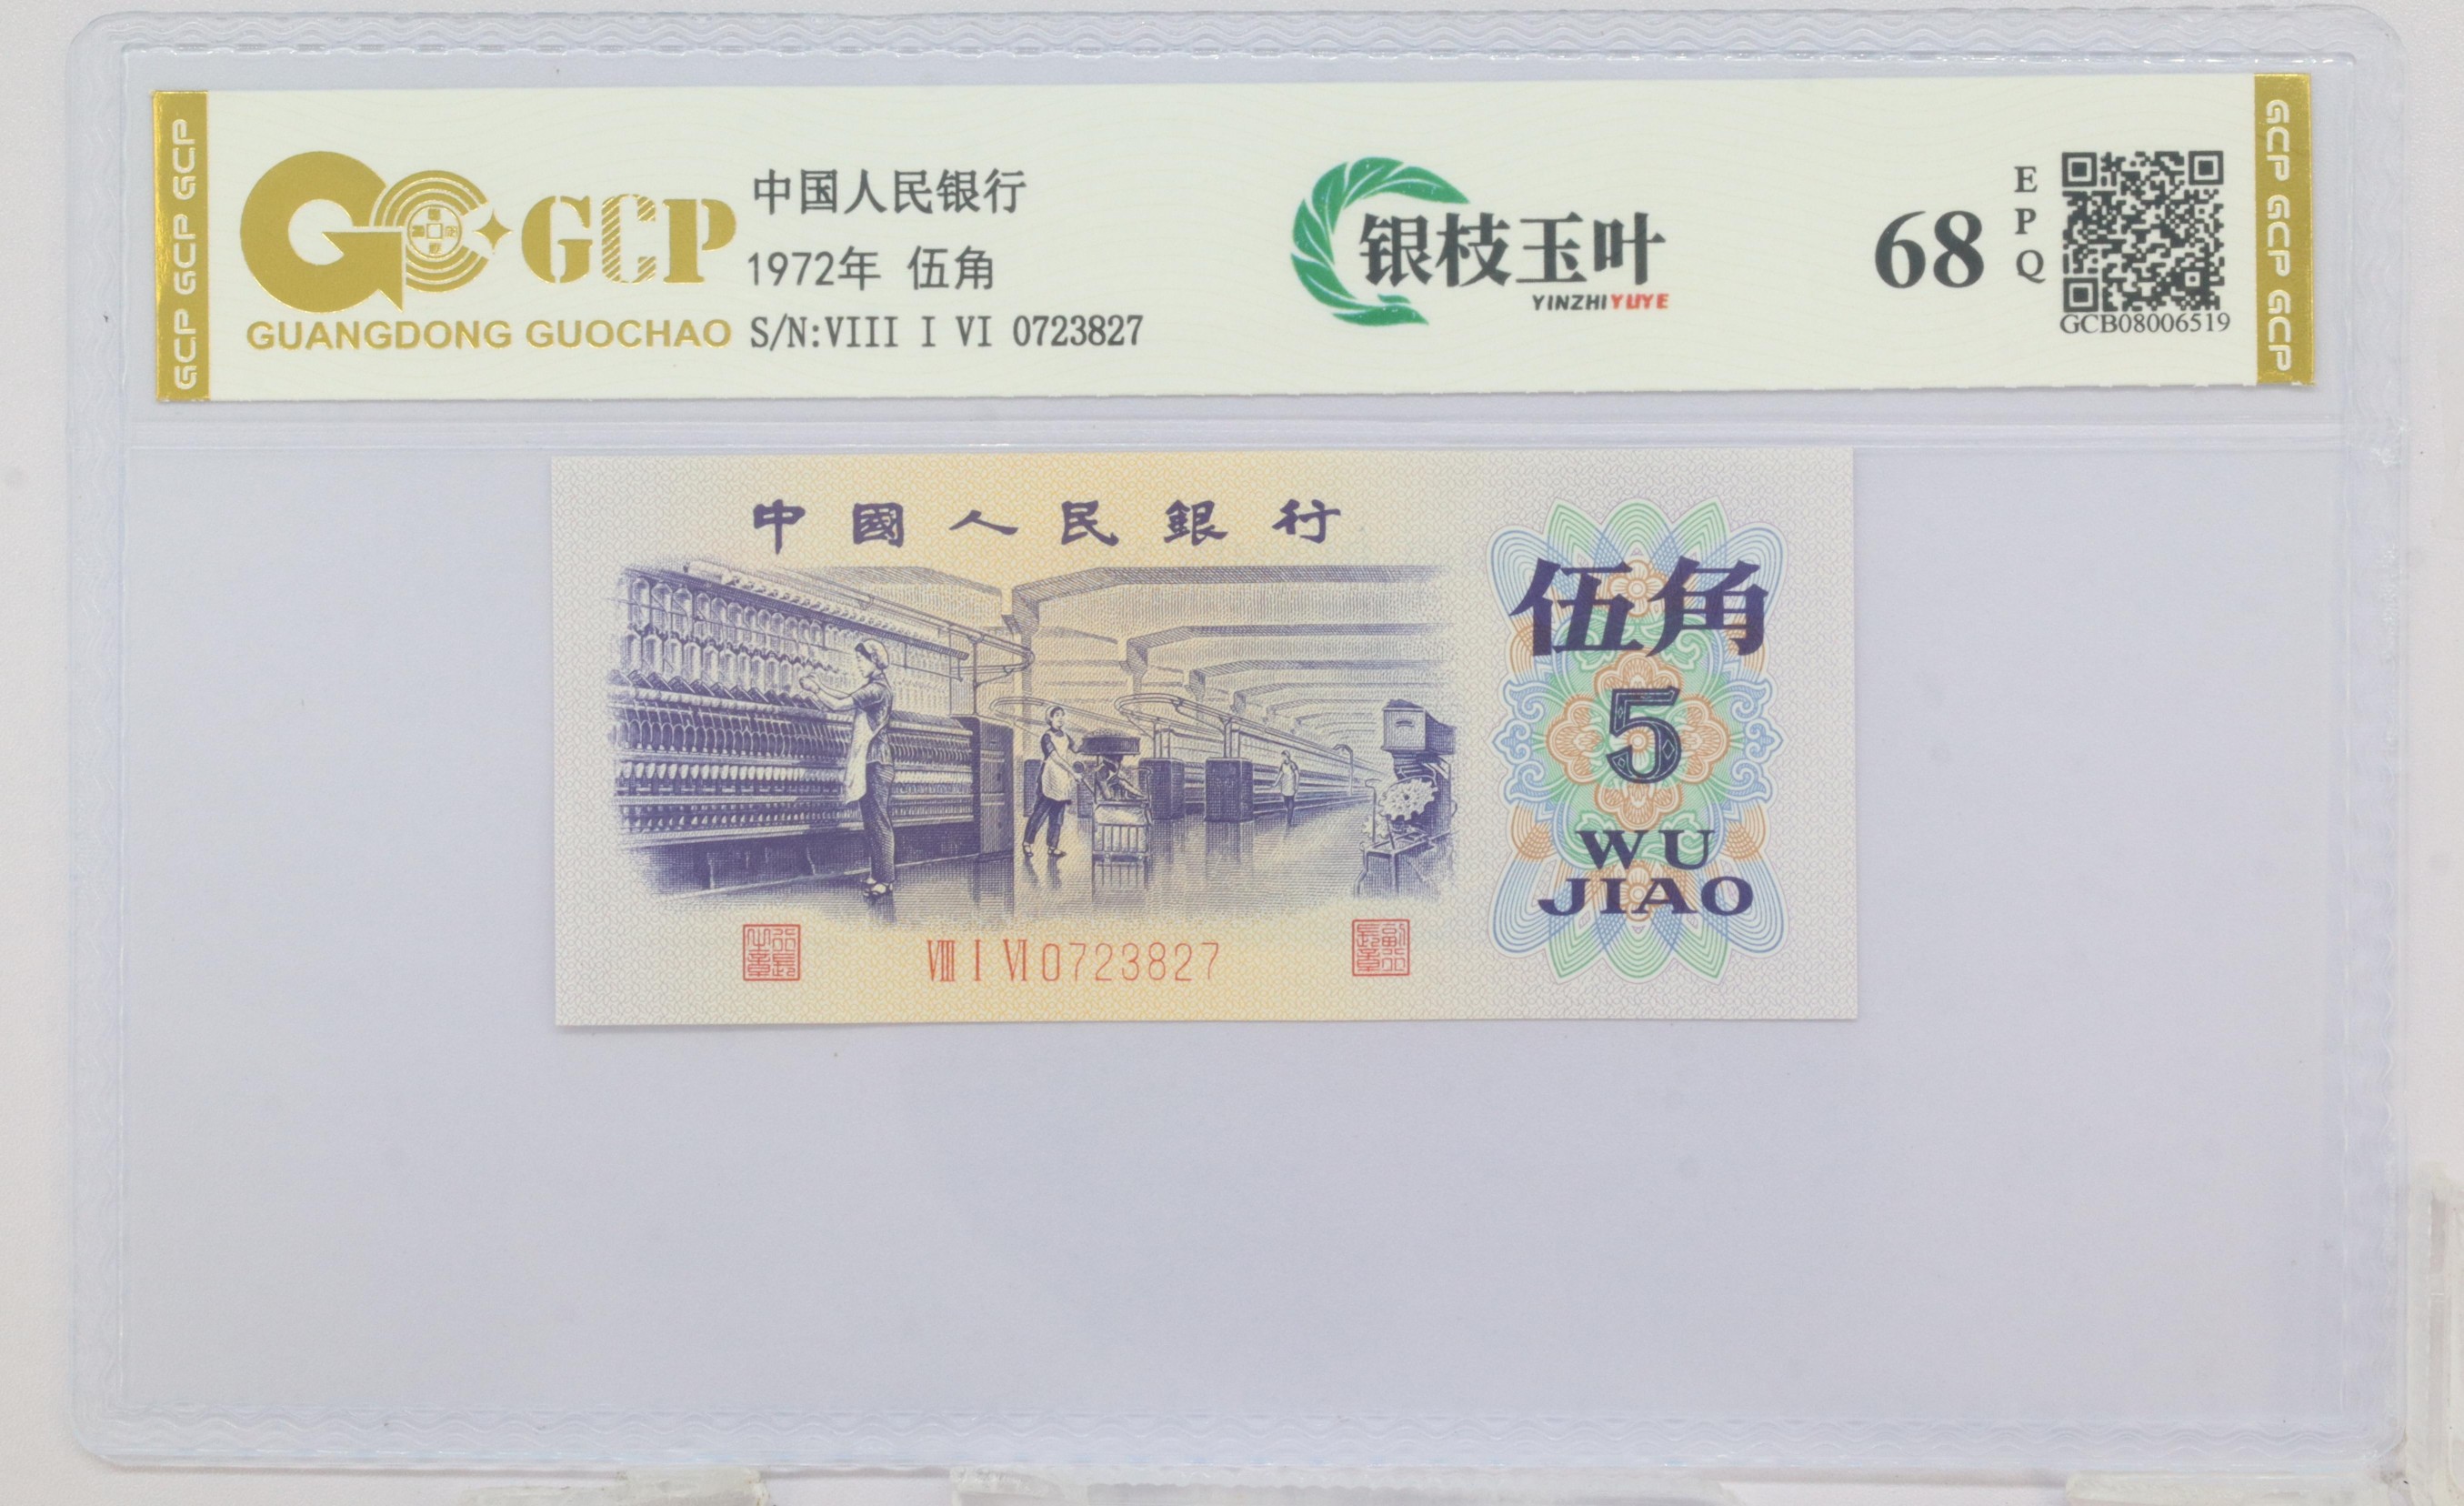 GCP GCP GCP
GCP
GUANGDONG GUOCHAO
中国人民银行
1972年 伍角
S/N:VIII I VI 0723827
银枝玉叶
YINZHIYUYE
68
EPQ
GCB08006519
GCP GCP GCP
中國人民銀行
伍角
5
WU
JIAO
VIII I VI 0723827